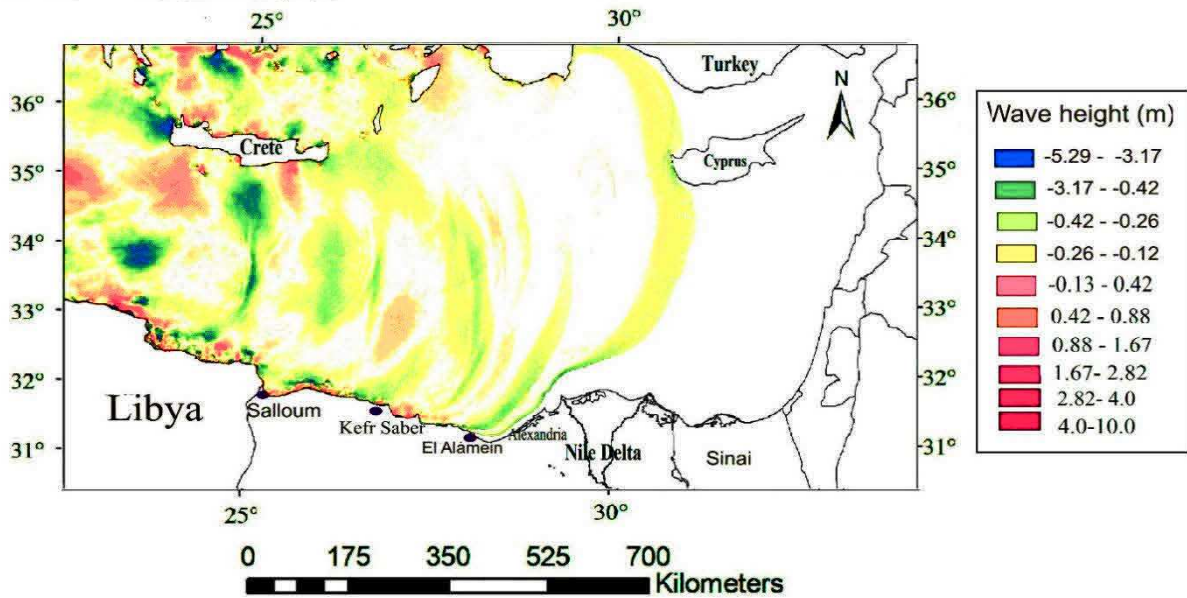 25° 30°
Turkey
N
36° 36°
Crete
Cyprus
35° 35°
34° 34°
33° 33°
32° 32°
Libya
Salloum
Kefr Saber
El Alamein
Alexandria
Nile Delta
Sinai
31° 31°
25° 30°
0 175 350 525 700
Kilometers
Wave height (m)
-5.29 - -3.17
-3.17 - -0.42
-0.42 - -0.26
-0.26 - -0.12
-0.13 - 0.42
0.42 - 0.88
0.88 - 1.67
1.67- 2.82
2.82- 4.0
4.0-10.0